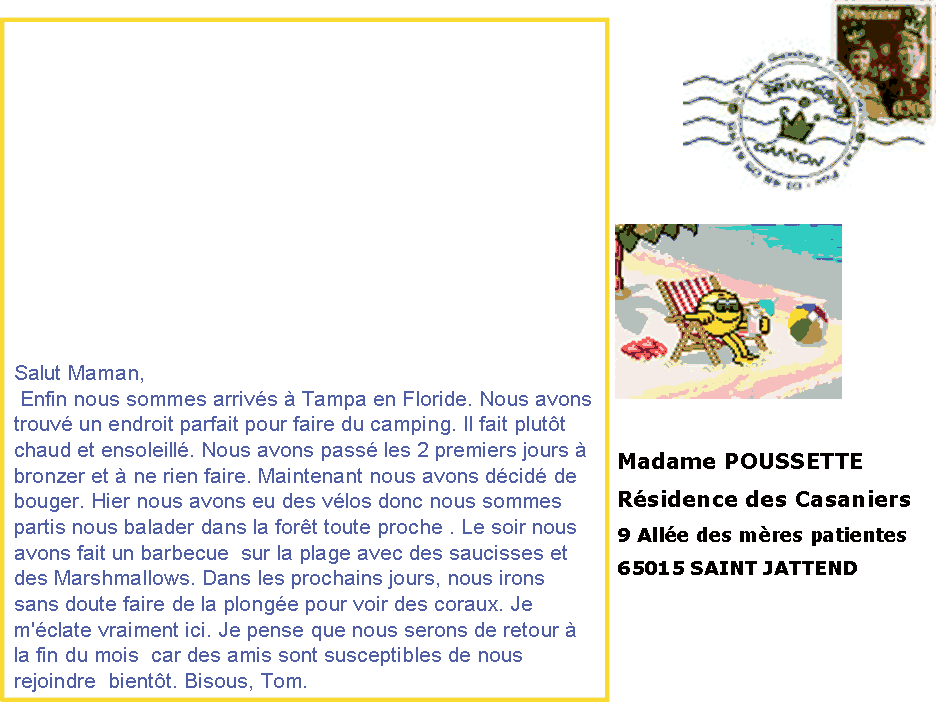 Salut Maman,
Enfin nous sommes arrivés à Tampa en Floride. Nous avons
trouvé un endroit parfait pour faire du camping. Il fait plutôt
chaud et ensoleillé. Nous avons passé les 2 premiers jours à
bronzer et à ne rien faire. Maintenant nous avons décidé de
bouger. Hier nous avons eu des vélos donc nous sommes
partis nous balader dans la forêt toute proche . Le soir nous
avons fait un barbecue  sur la plage avec des saucisses et
des Marshmallows. Dans les prochains jours, nous irons
sans doute faire de la plongée pour voir des coraux. Je
m'éclate vraiment ici. Je pense que nous serons de retour à
la fin du mois  car des amis sont susceptibles de nous
rejoindre  bientôt. Bisous, Tom.
CAMION
Madame POUSSETTE
Résidence des Casaniers
9 Allée des mères patientes
65015 SAINT JATTEND